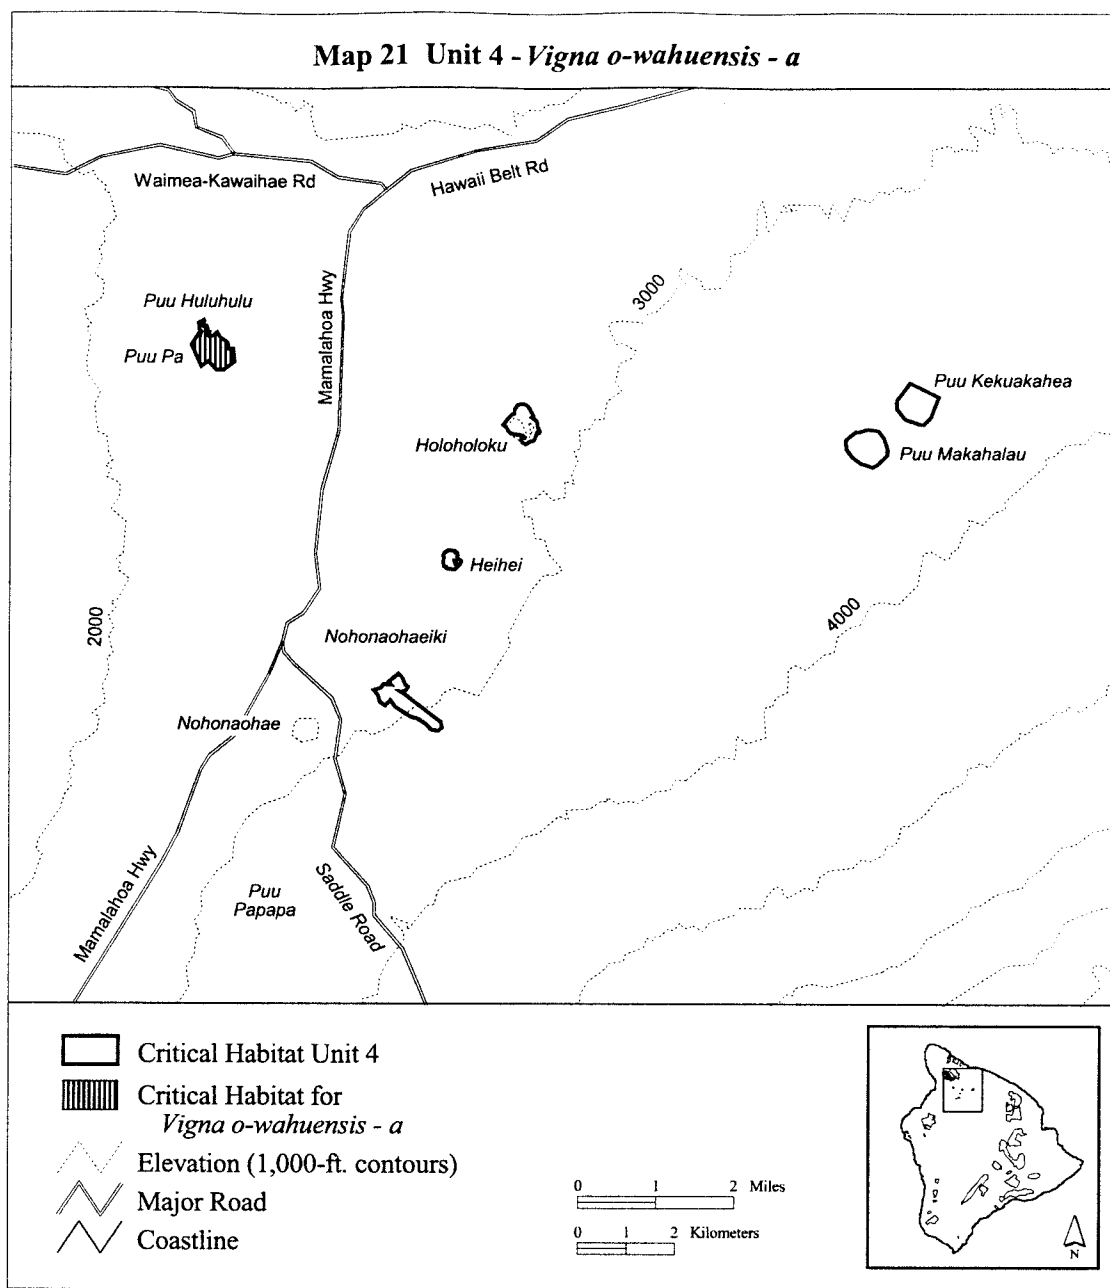 Map 21 Unit 4 - Vigna o-wahuensis - a
Waimea-Kawaihae Rd
Hawaii Belt Rd
Mamalahoa Hwy
3000
Puu Huluhulu
Puu Pa
Puu Kekuakahea
Holoholoku
Puu Makahalau
Heihei
2000
4000
Nohonaohaeiki
Nohonaohae
Mamalahoa Hwy
Saddle Road
Puu
Papapa
Critical Habitat Unit 4
Critical Habitat for
Vigna o-wahuensis - a
Elevation (1,000-ft. contours)
Major Road
Coastline
0 1 2 Miles
0 1 2 Kilometers
N